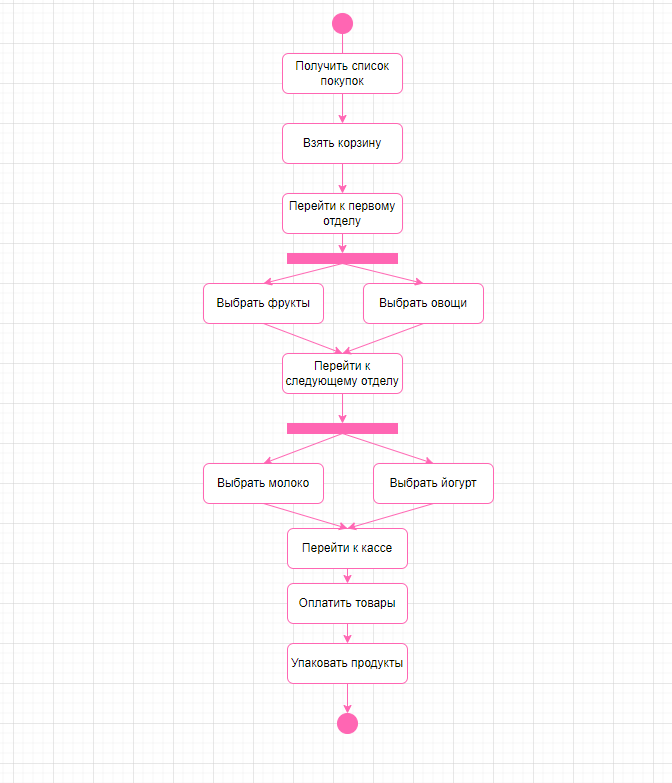 Получить список
покупок
Взять корзину
Перейти к первому
отделу
Выбрать фрукты
Выбрать овощи
Перейти к
следующему отделу
Выбрать молоко
Выбрать йогурт
Перейти к кассе
Оплатить товары
Упаковать продукты